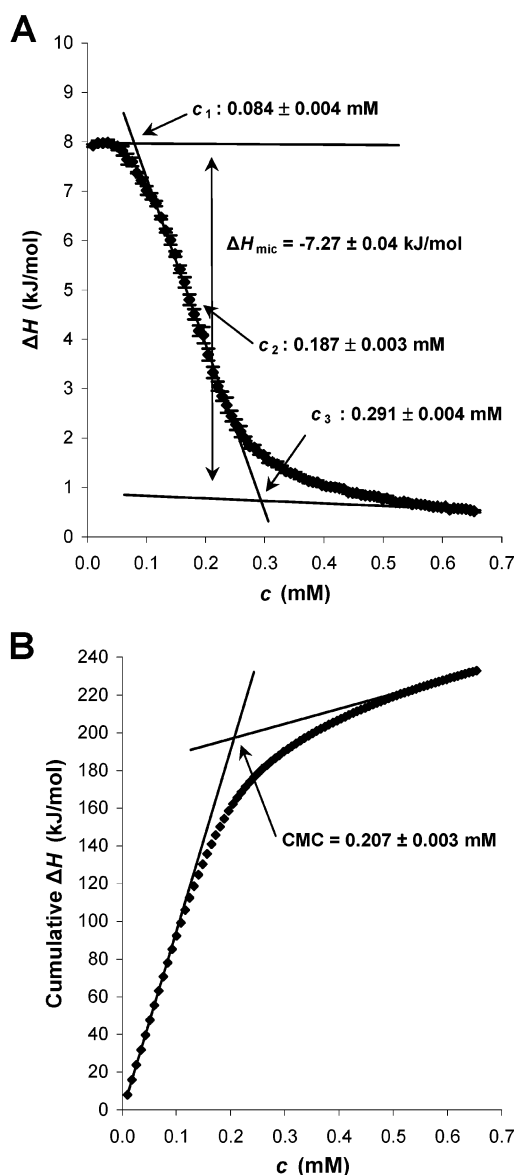 A
10
9
8
7
6
5
4
3
2
1
0
ΔH (kJ/mol)
c1 : 0.084 ± 0.004 mM
ΔHmic = -7.27 ± 0.04 kJ/mol
c2 : 0.187 ± 0.003 mM
c3 : 0.291 ± 0.004 mM
0.0 0.1 0.2 0.3 0.4 0.5 0.6 0.7
c (mM)
B
240
220
200
180
160
140
120
100
80
60
40
20
0
Cumulative ΔH (kJ/mol)
CMC = 0.207 ± 0.003 mM
0.0 0.1 0.2 0.3 0.4 0.5 0.6 0.7
c (mM)